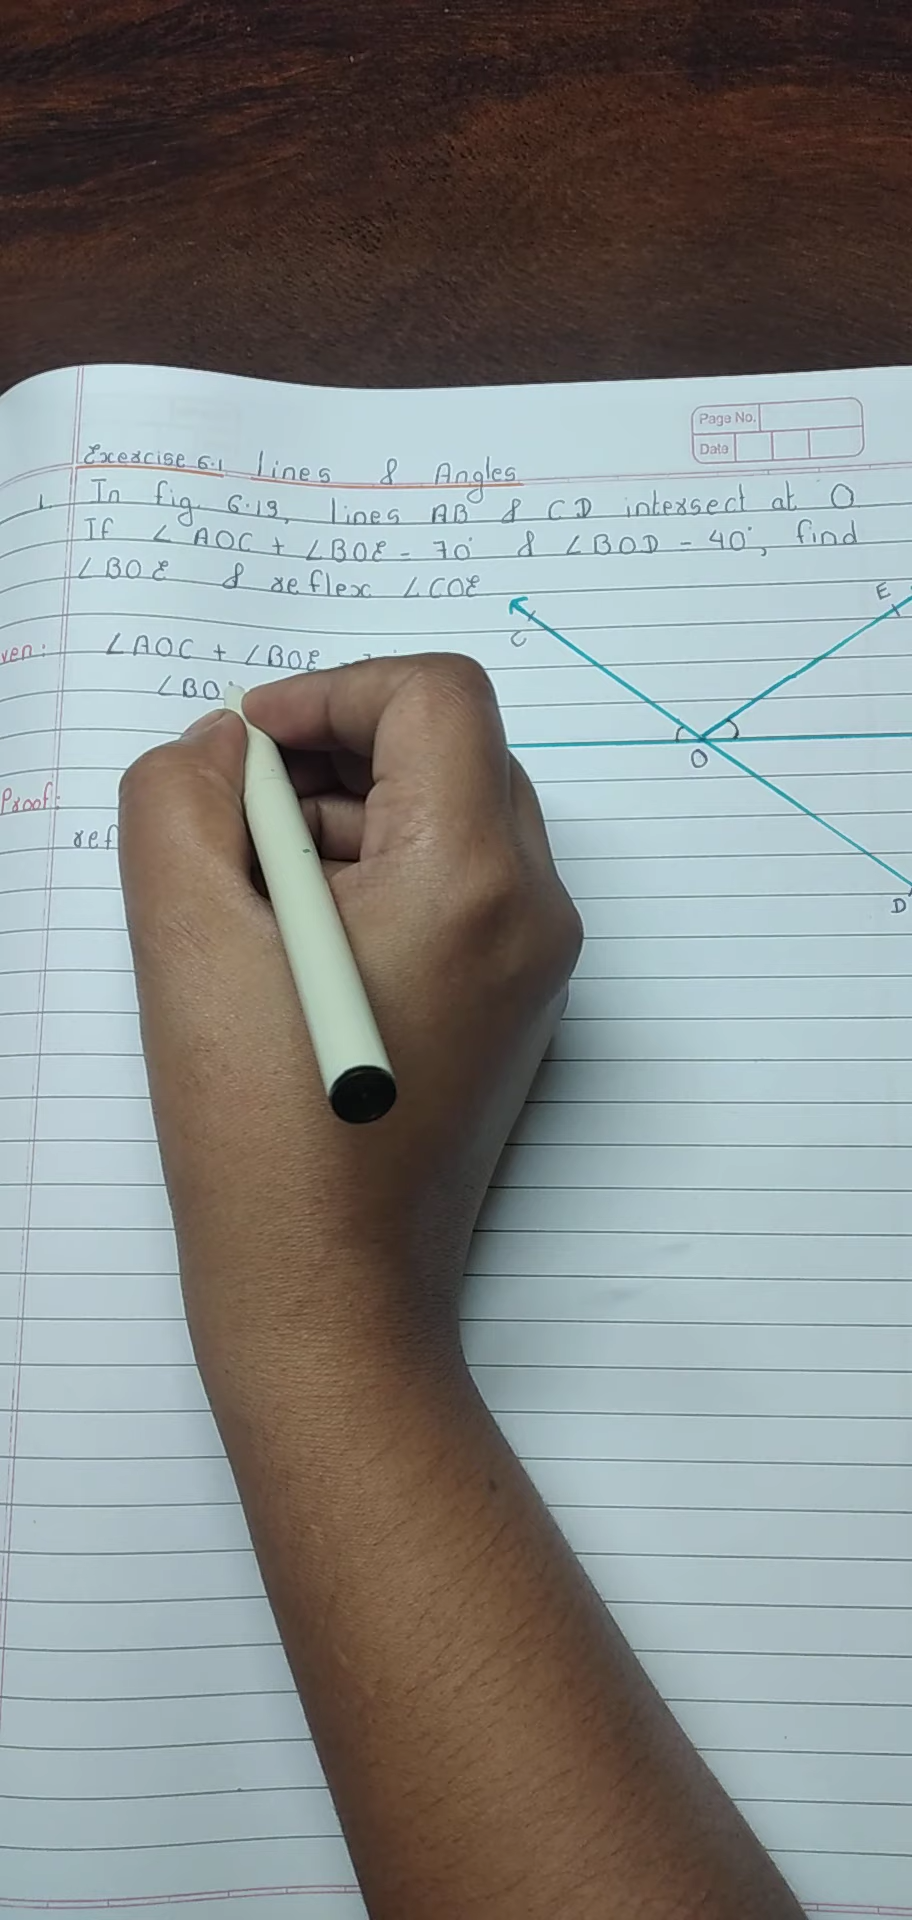 Page No.
Date
Exercise 6.1 Lines & Angles
1. In fig. 6.13, lines AB & CD intersect at O
If ∠AOC + ∠BOE = 70° & ∠BOD = 40°, find
∠BOE & reflex ∠COE
ven: ∠AOC + ∠BOE =
∠BO
Proof:
ref
C
E
O
D